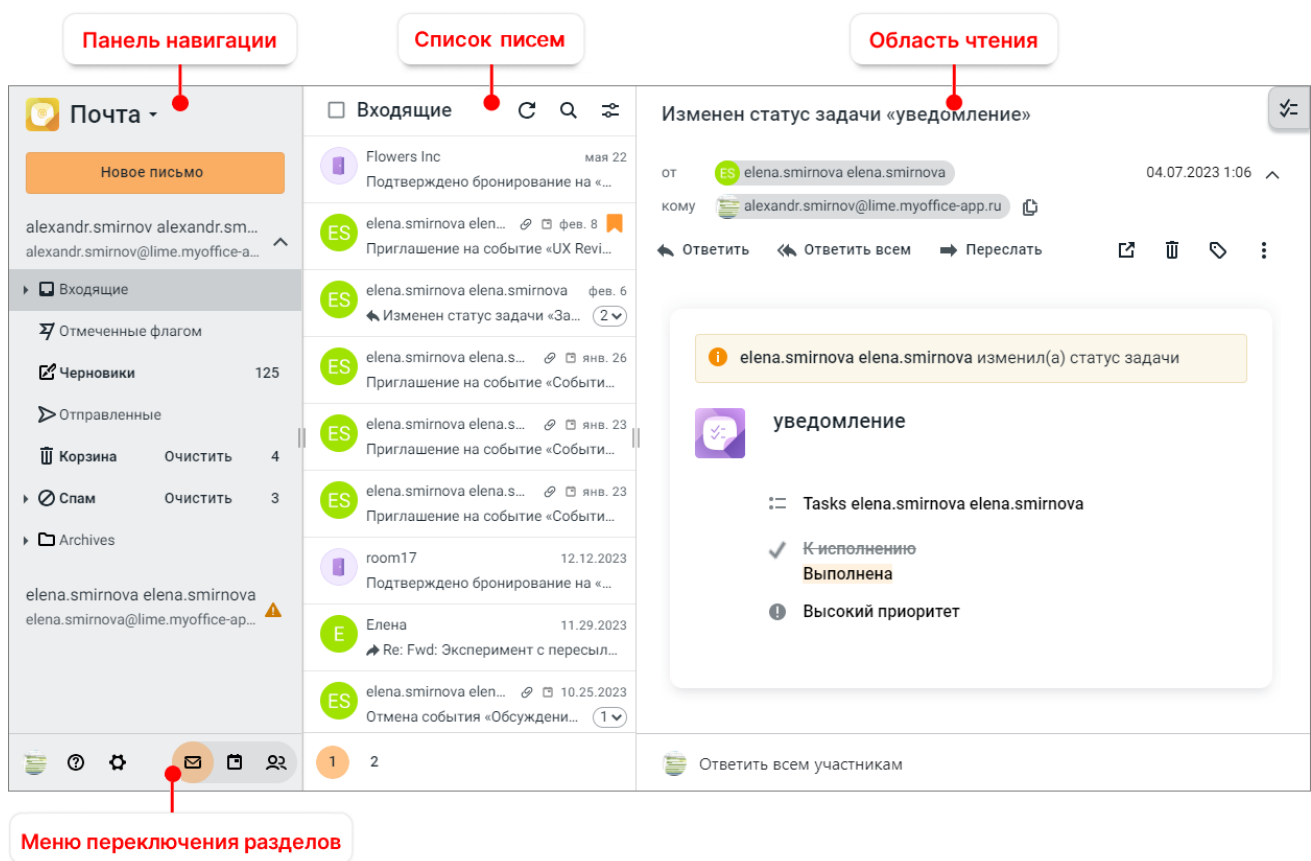 Панель навигации
Список писем
Область чтения
Почта
Новое письмо
alexandr.smirnov alexandr.sm...
alexandr.smirnov@lime.myoffice-a...
Входящие
Отмеченные флагом
Черновики 125
Отправленные
Корзина Очистить 4
Спам Очистить 3
Archives
elena.smirnova elena.smirnova
elena.smirnova@lime.myoffice-ap...
Входящие
Flowers Inc мая 22
Подтверждено бронирование на «...
ES elena.smirnova elen... фев. 8
Приглашение на событие «UX Revi...
ES elena.smirnova elena.smirnova фев. 6
Изменен статус задачи «За... 2
ES elena.smirnova elena.s... янв. 26
Приглашение на событие «Событи...
ES elena.smirnova elena.s... янв. 23
Приглашение на событие «Событи...
ES elena.smirnova elena.s... янв. 23
Приглашение на событие «Событи...
room17 12.12.2023
Подтверждено бронирование на «...
E Елена 11.29.2023
Re: Fwd: Эксперимент с пересыл...
ES elena.smirnova elen... 10.25.2023
Отмена события «Обсуждени... 1
1 2
Изменен статус задачи «уведомление»
от ES elena.smirnova elena.smirnova 04.07.2023 1:06
кому alexandr.smirnov@lime.myoffice-app.ru
Ответить Ответить всем Переслать
elena.smirnova elena.smirnova изменил(а) статус задачи
уведомление
Tasks elena.smirnova elena.smirnova
К исполнению
Выполнена
Высокий приоритет
Ответить всем участникам
Меню переключения разделов